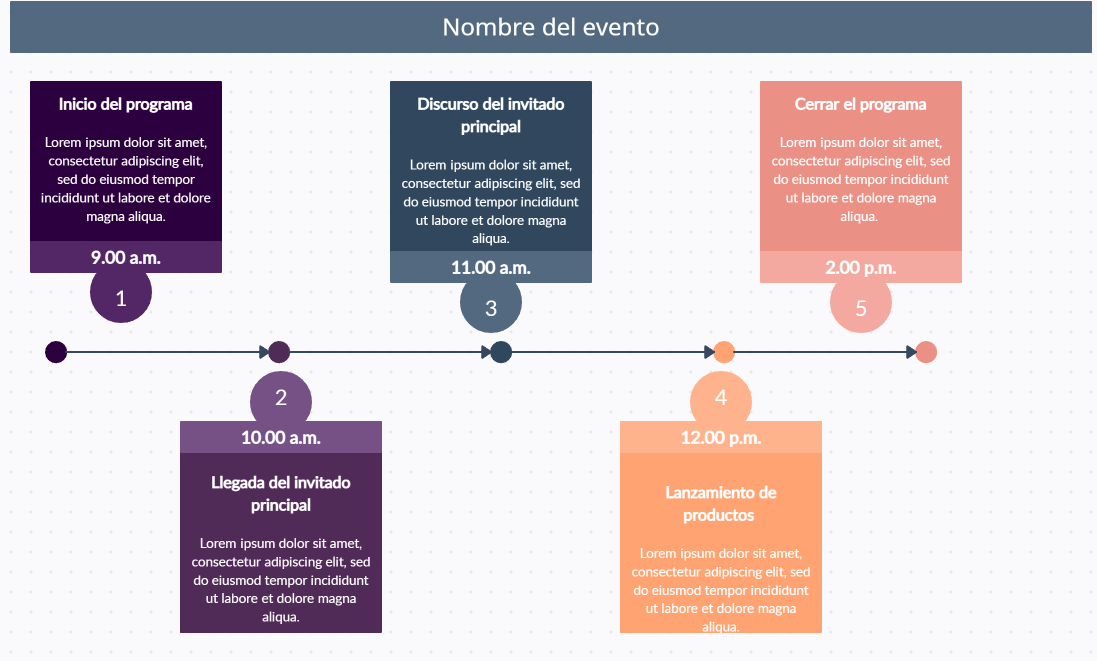 Nombre del evento
Inicio del programa
Lorem ipsum dolor sit amet,
consectetur adipiscing elit,
sed do eiusmod tempor
incididunt ut labore et dolore
magna aliqua.
9.00 a.m.
1
10.00 a.m.
2
Llegada del invitado
principal
Lorem ipsum dolor sit amet,
consectetur adipiscing elit, sed
do eiusmod tempor incididunt
ut labore et dolore magna
aliqua.
Discurso del invitado
principal
Lorem ipsum dolor sit amet,
consectetur adipiscing elit, sed
do eiusmod tempor incididunt
ut labore et dolore magna
aliqua.
11.00 a.m.
3
4
12.00 p.m.
Lanzamiento de
productos
Lorem ipsum dolor sit amet,
consectetur adipiscing elit, sed
do eiusmod tempor incididunt
ut labore et dolore magna
aliqua.
Cerrar el programa
Lorem ipsum dolor sit amet,
consectetur adipiscing elit, sed
do eiusmod tempor incididunt
ut labore et dolore magna
aliqua.
2.00 p.m.
5